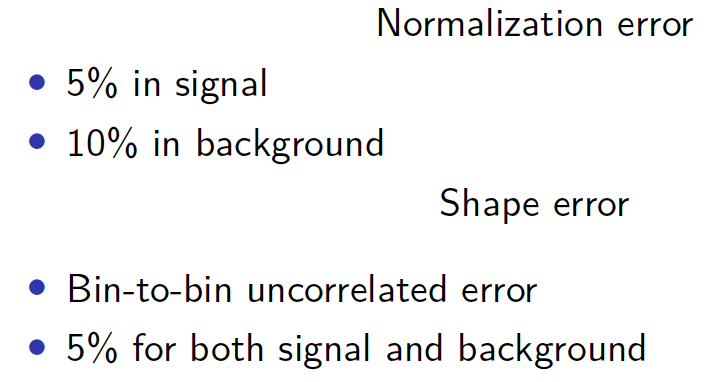 Normalization error
• 5% in signal
• 10% in background
Shape error
• Bin-to-bin uncorrelated error
• 5% for both signal and background